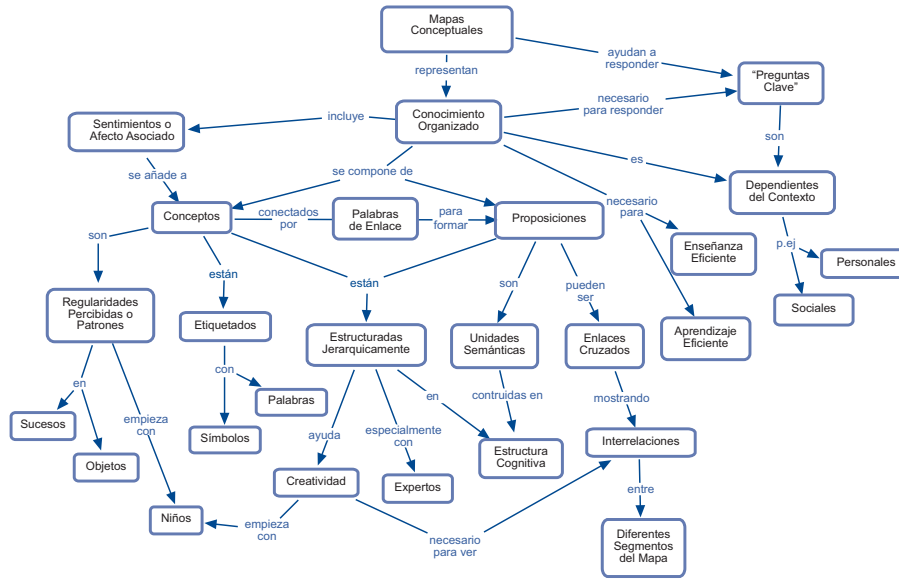 Mapas
Conceptuales
ayudan a
responder
representan
"Preguntas
Clave"
necesario
para responder
Conocimiento
Organizado
incluye
Sentimientos o
Afecto Asociado
son
es
se compone de
se añade a
Dependientes
del Contexto
necesario
para
Conceptos
conectados
por
Palabras
de Enlace
para
formar
Proposiciones
son
p.ej
Enseñanza
Eficiente
Personales
están
están
son
pueden
ser
Regularidades
Percibidas o
Patrones
Sociales
Etiquetados
Estructuradas
Jerarquicamente
Unidades
Semánticas
Enlaces
Cruzados
Aprendizaje
Eficiente
con
en
Palabras
en
contruidas en
mostrando
Sucesos
empieza
con
Símbolos
ayuda
especialmente
con
Interrelaciones
Objetos
Estructura
Cognitiva
Creatividad
Expertos
entre
Niños
empieza
con
necesario
para ver
Diferentes
Segmentos
del Mapa